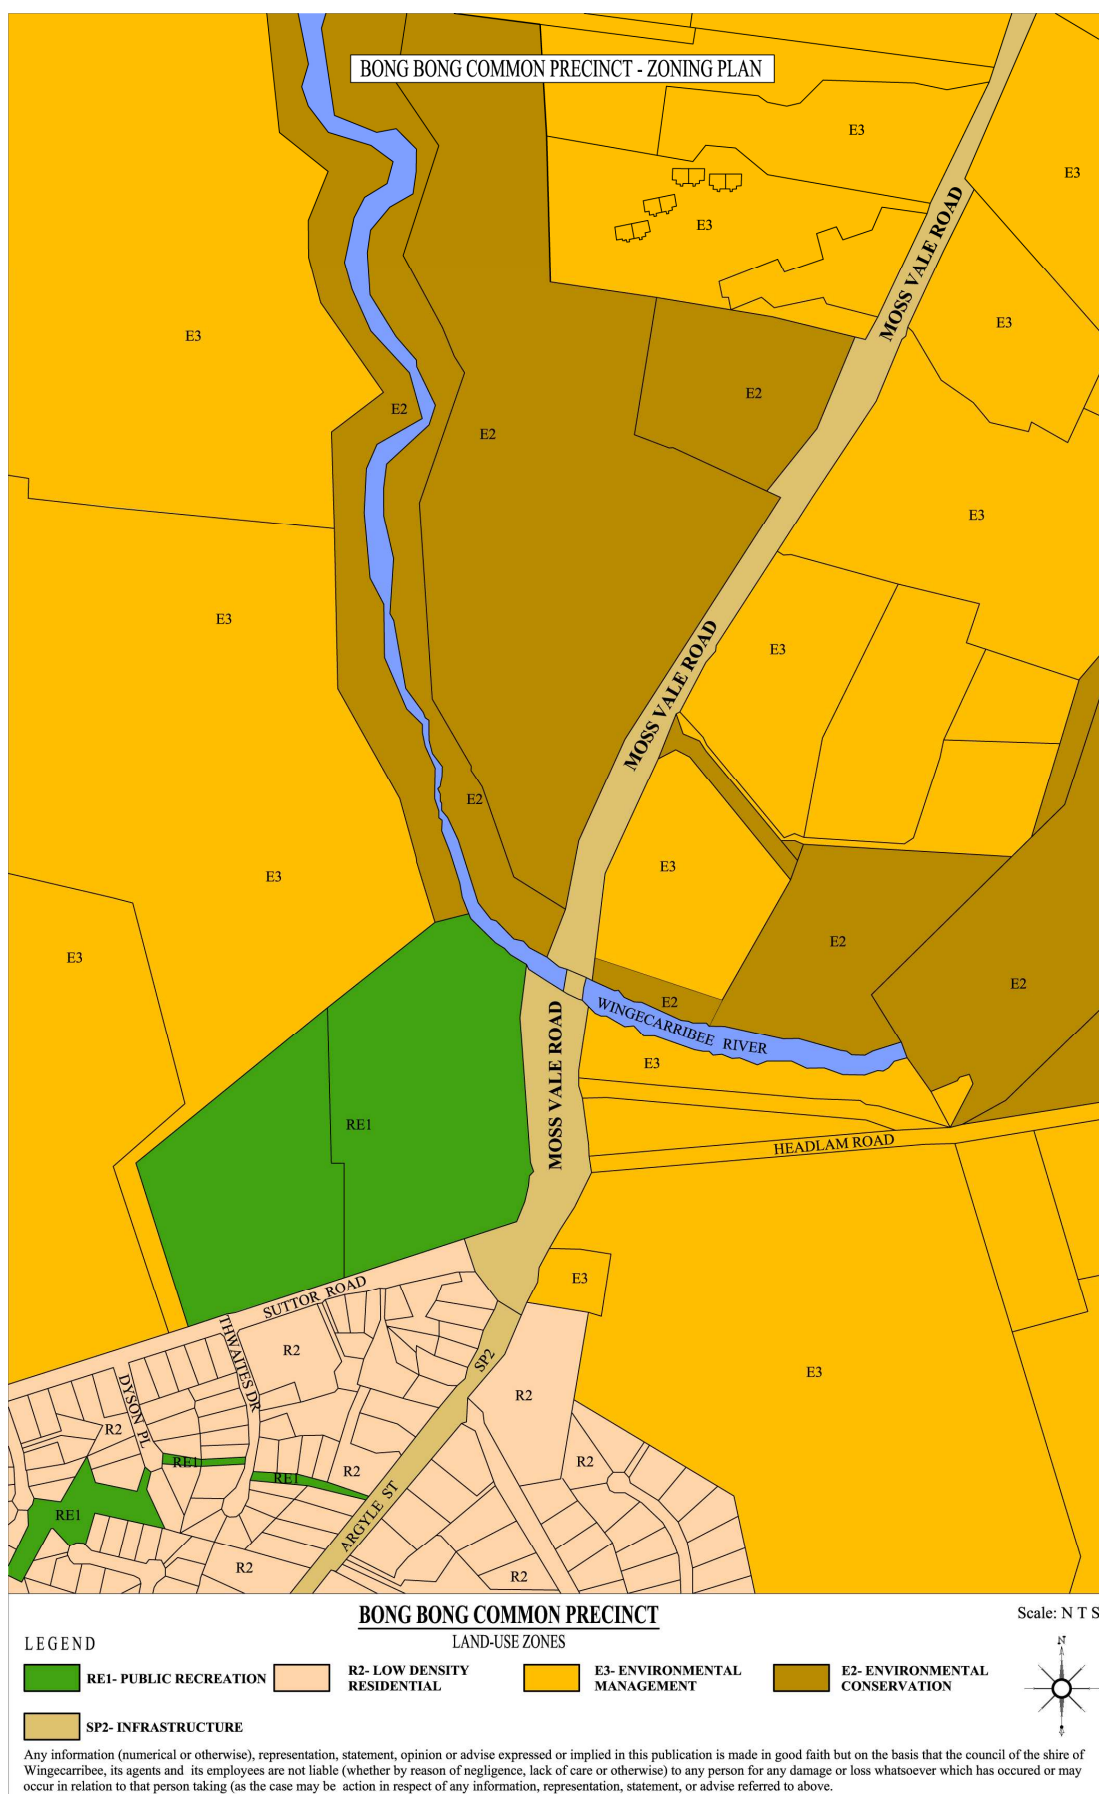 BONG BONG COMMON PRECINCT - ZONING PLAN
E3
E3
MOSS VALE ROAD
E3
E3
E3
E2
E2
E2
E3
E3
MOSS VALE ROAD
E3
E2
E3
E3
E2
E3
E2
E2
WINGECARRIBEE RIVER
MOSS VALE ROAD
E3
RE1
HEADLAM ROAD
E3
SUTTOR ROAD
THWAITES DR
R2
SP2
E3
DYSON PL
R2
R2
RE1
RE1
R2
R2
RE1
ARGYLE ST
R2
R2
BONG BONG COMMON PRECINCT
LAND-USE ZONES
Scale: N T S
N
LEGEND
RE1- PUBLIC RECREATION
R2- LOW DENSITY
RESIDENTIAL
E3- ENVIRONMENTAL
MANAGEMENT
E2- ENVIRONMENTAL
CONSERVATION
SP2- INFRASTRUCTURE
Any information (numerical or otherwise), representation, statement, opinion or advise expressed or implied in this publication is made in good faith but on the basis that the council of the shire of
Wingecarribee, its agents and its employees are not liable (whether by reason of negligence, lack of care or otherwise) to any person for any damage or loss whatsoever which has occured or may
occur in relation to that person taking (as the case may be action in respect of any information, representation, statement, or advise referred to above.